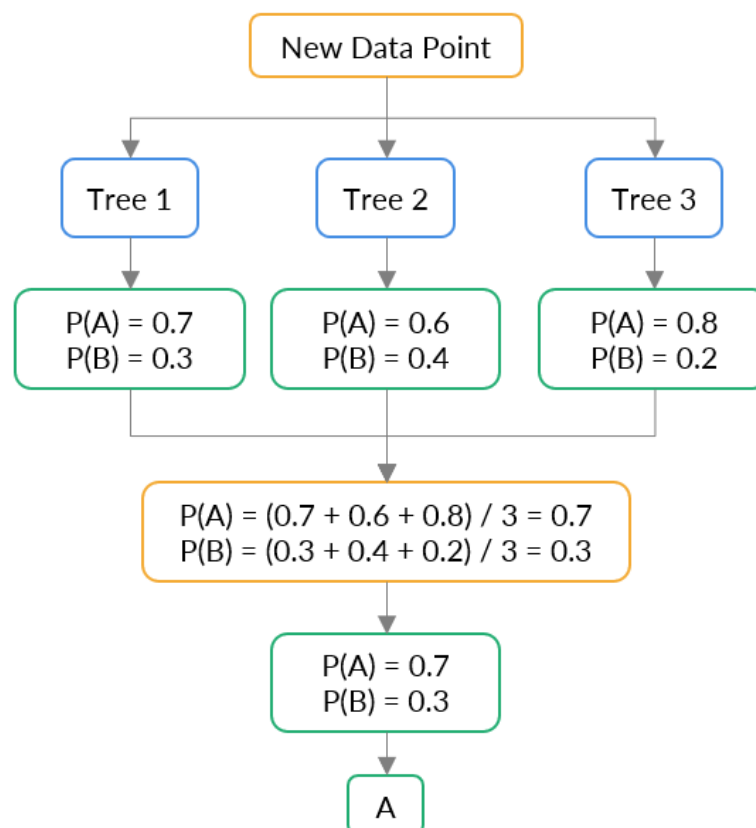 New Data Point
Tree 1
Tree 2
Tree 3
P(A) = 0.7
P(B) = 0.3
P(A) = 0.6
P(B) = 0.4
P(A) = 0.8
P(B) = 0.2
P(A) = (0.7 + 0.6 + 0.8) / 3 = 0.7
P(B) = (0.3 + 0.4 + 0.2) / 3 = 0.3
P(A) = 0.7
P(B) = 0.3
A